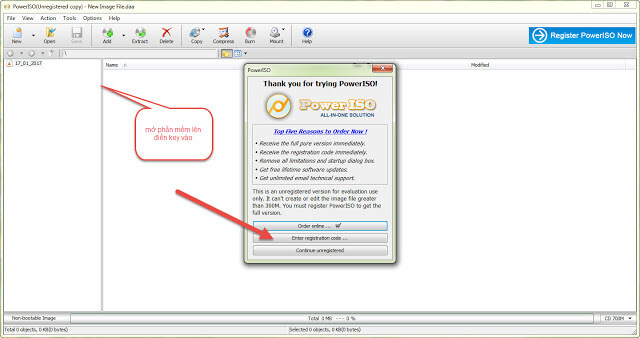 PowerISO(Unregistered copy) - New Image File.daa
File View Action Tools Options Help
New Open Save Add Extract Delete Copy Compress Burn Mount Help
Register PowerISO Now
\
17_01_2017
Name Modified
mở phần mềm lên
điền key vào
PowerISO
Thank you for trying PowerISO!
Power ISO
ALL-IN-ONE SOLUTION
Top Five Reasons to Order Now !
• Receive the full pure version immediately.
• Receive the registration code immediately.
• Remove all limitations and startup dialog box.
• Get free lifetime software updates.
• Get unlimited email technical support.
This is an unregistered version for evaluation use
only. It can't create or edit the image file greater
than 300M. You must register PowerISO to get the
full version.
Order online ...
Enter registration code ...
Continue unregistered
Non-bootable Image Total 0 MB --- 0 % CD 700M
Total 0 objects, 0 KB(0 bytes) Selected 0 objects, 0 KB(0 bytes)